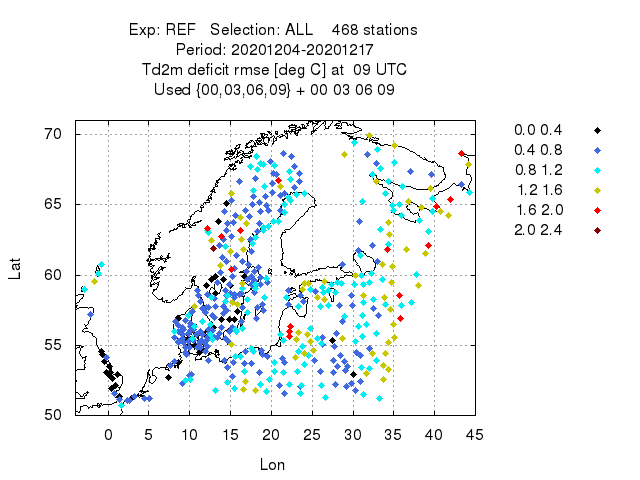 Exp: REF Selection: ALL 468 stations
Period: 20201204-20201217
Td2m deficit rmse [deg C] at 09 UTC
Used {00,03,06,09} + 00 03 06 09
70
65
60
55
50
Lat
0 5 10 15 20 25 30 35 40 45
Lon
0.0 0.4
0.4 0.8
0.8 1.2
1.2 1.6
1.6 2.0
2.0 2.4